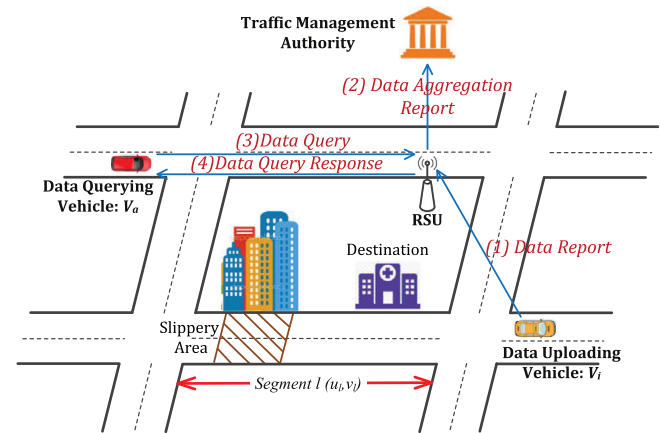 Traffic Management
Authority
(2) Data Aggregation
Report
(3)Data Query
(4)Data Query Response
Data Querying
Vehicle: Va
RSU
(1) Data Report
Destination
Slippery
Area
Data Uploading
Vehicle: Vi
Segment l (ul,vl)